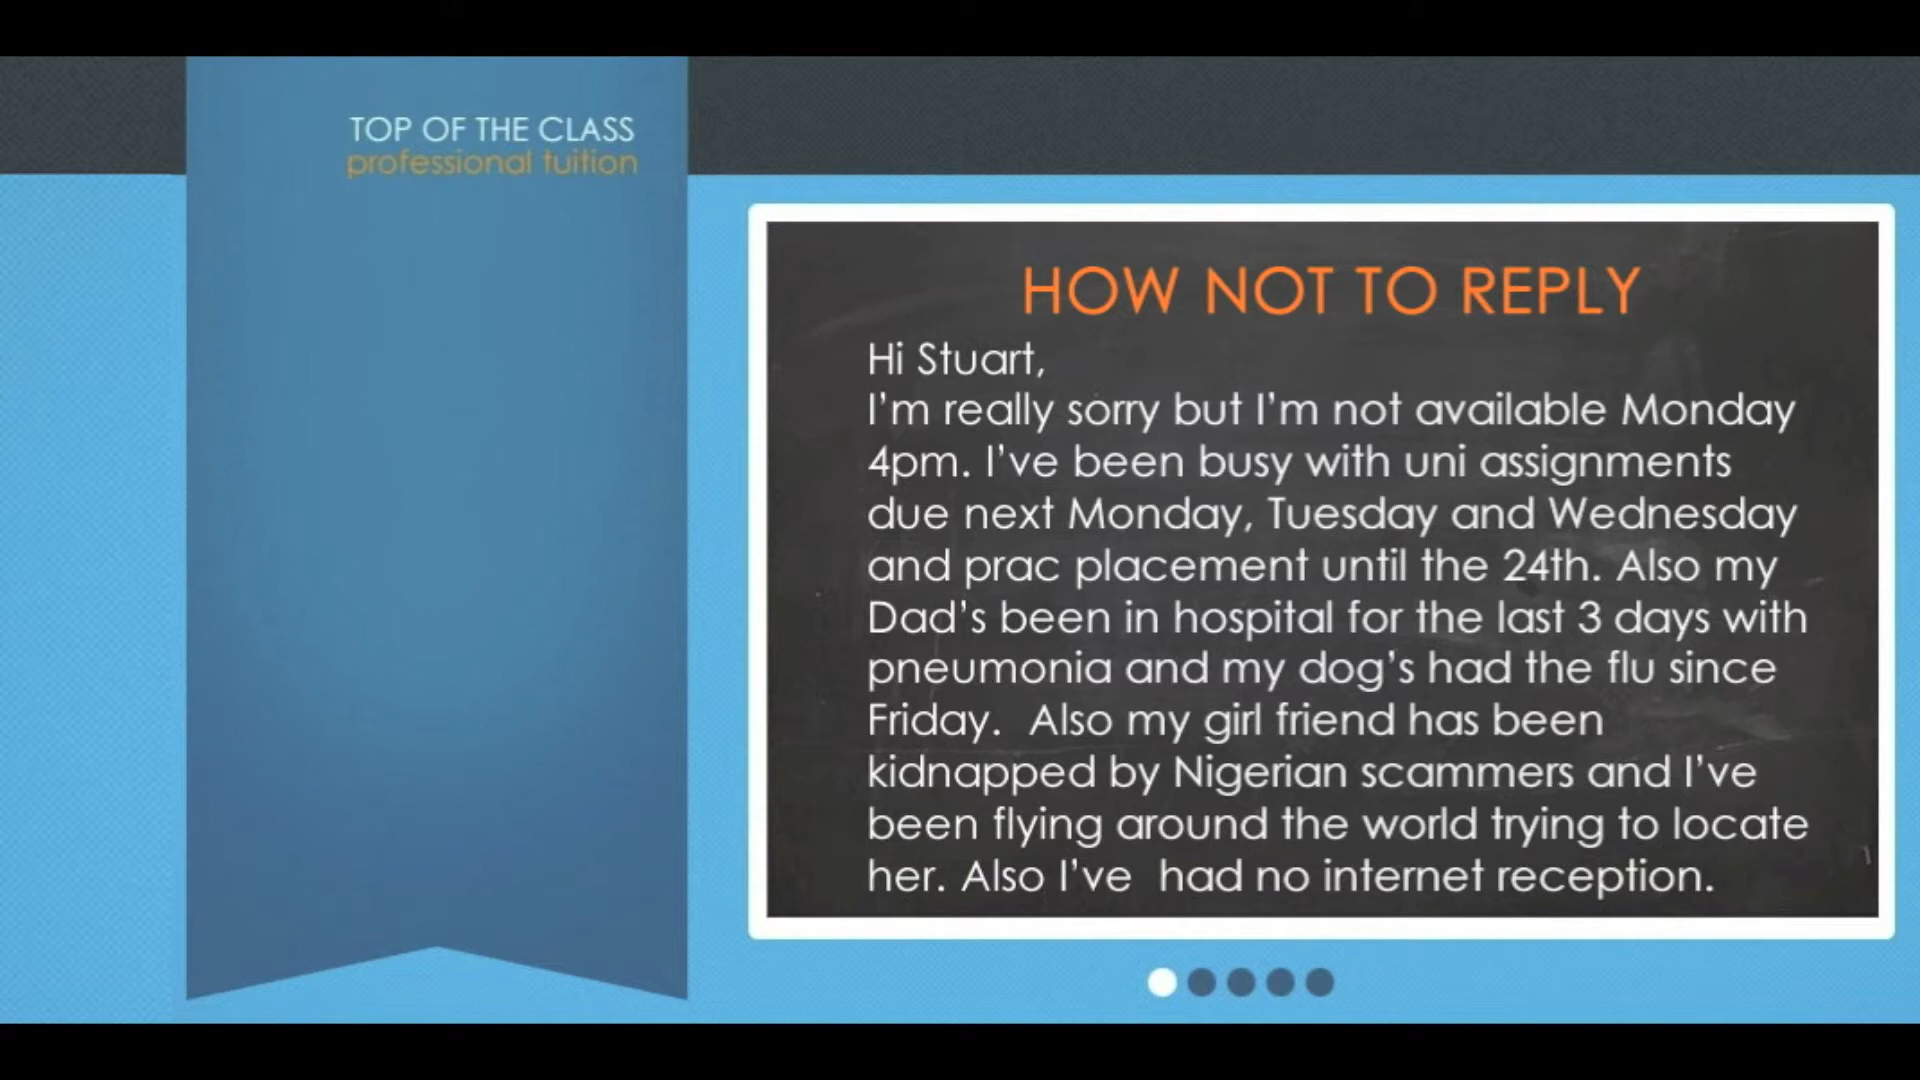 TOP OF THE CLASS
professional tuition
HOW NOT TO REPLY
Hi Stuart,
I'm really sorry but I'm not available Monday
4pm. I've been busy with uni assignments
due next Monday, Tuesday and Wednesday
and prac placement until the 24th. Also my
Dad's been in hospital for the last 3 days with
pneumonia and my dog's had the flu since
Friday.  Also my girl friend has been
kidnapped by Nigerian scammers and I've
been flying around the world trying to locate
her. Also I've  had no internet reception.